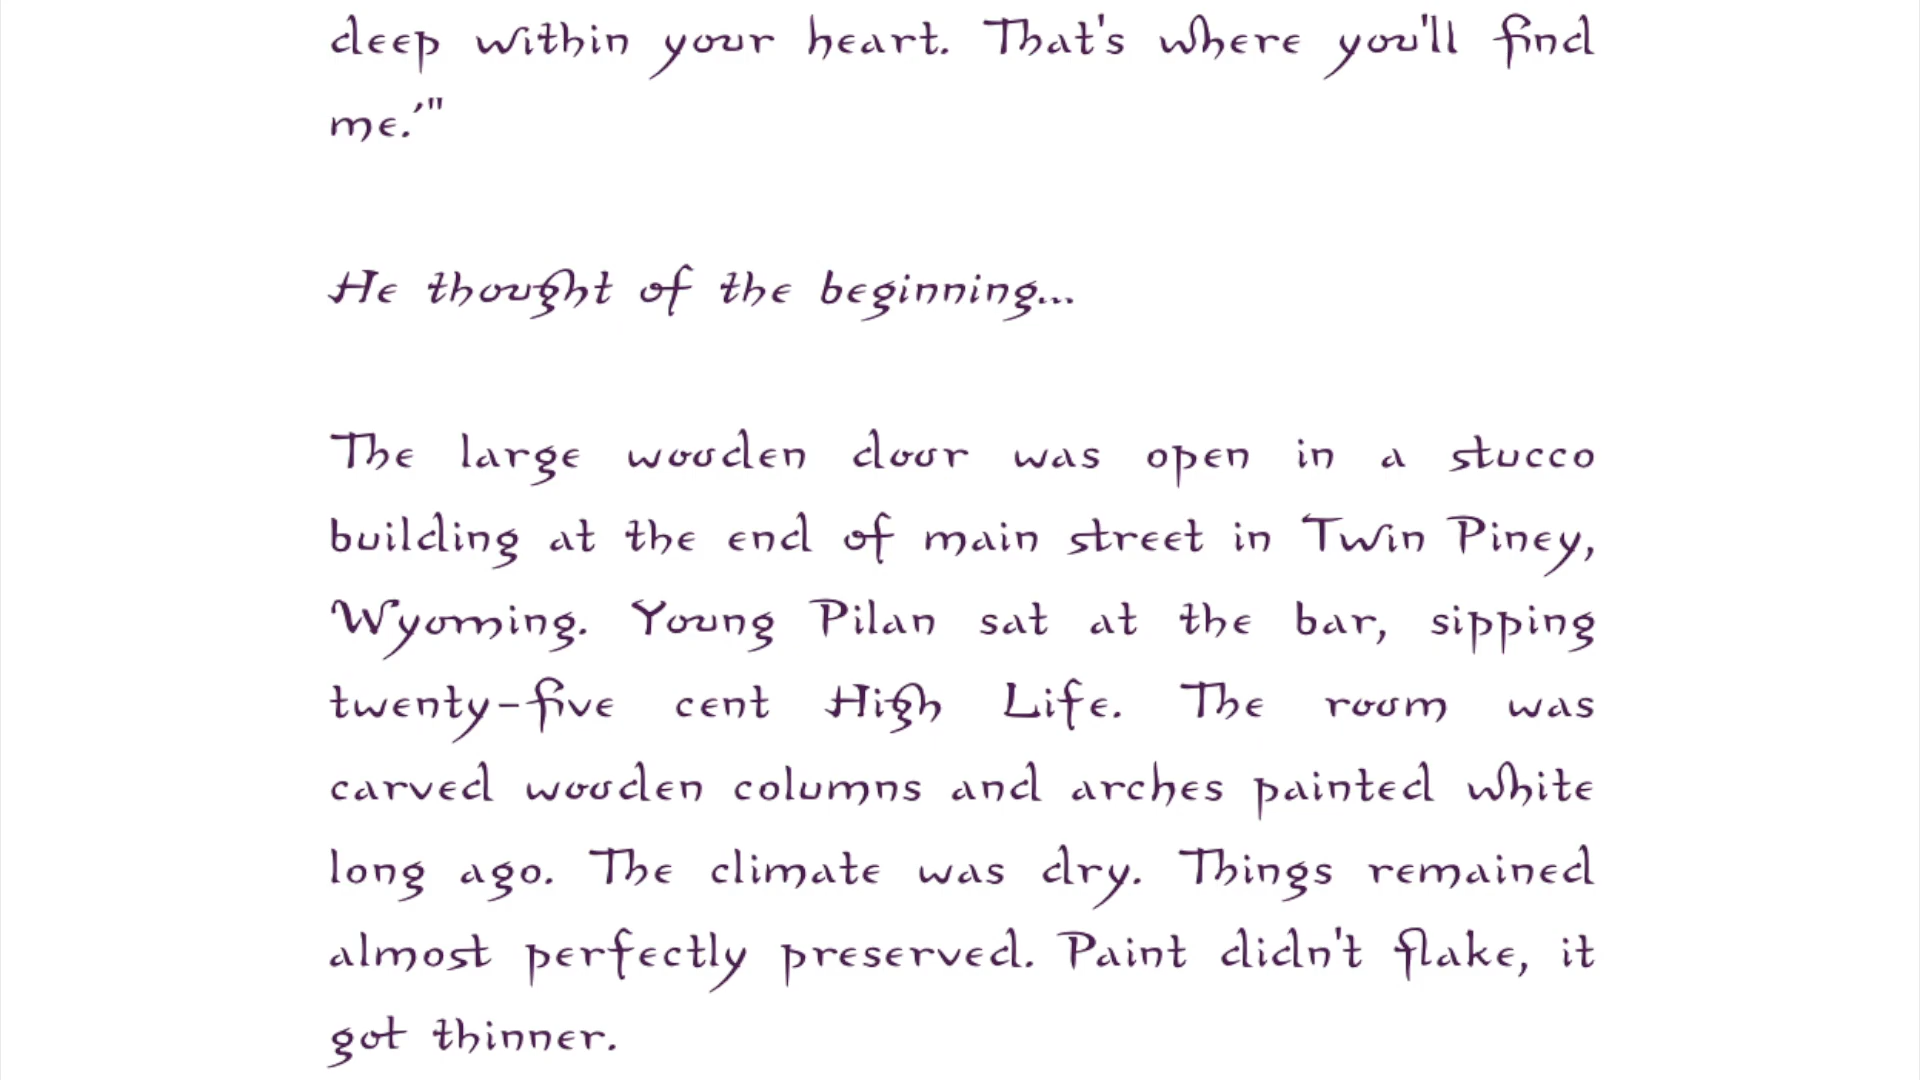 deep within your heart. That's where you'll find
me.'"
He thought of the beginning...
The large wooden door was open in a stucco
building at the end of main street in Twin Piney,
Wyoming. Young Pilan sat at the bar, sipping
twenty-five cent High Life. The room was
carved wooden columns and arches painted white
long ago. The climate was dry. Things remained
almost perfectly preserved. Paint didn't flake, it
got thinner.